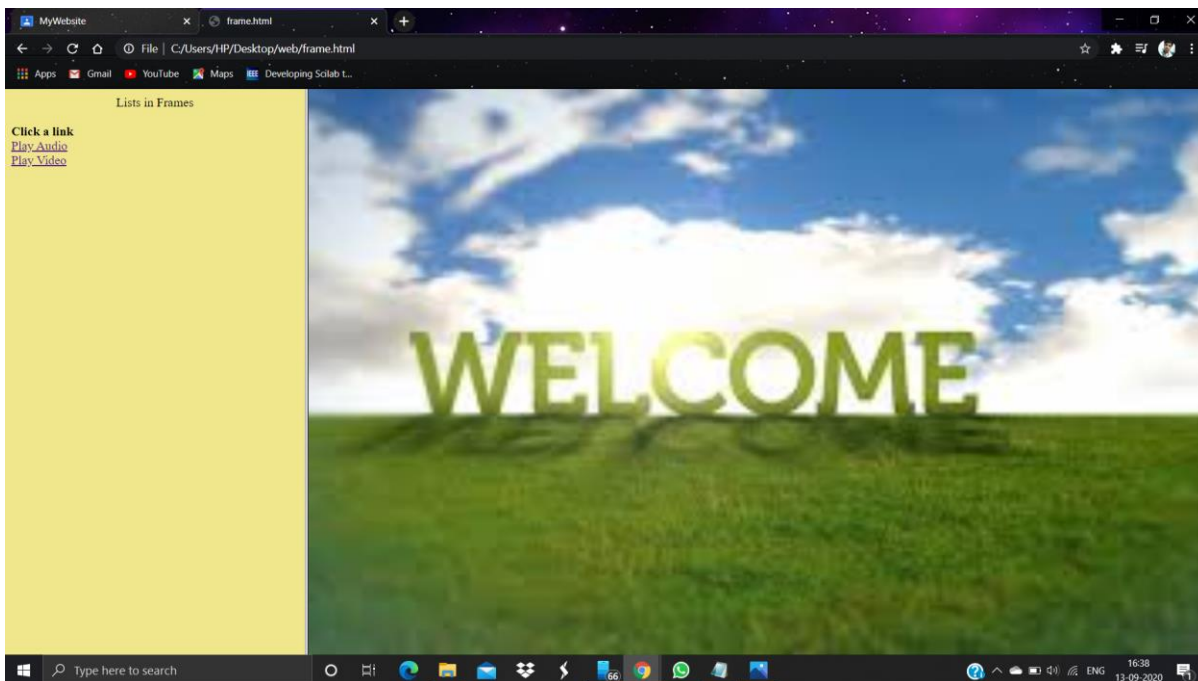 MyWebsite
frame.html
File | C:/Users/HP/Desktop/web/frame.html
Apps Gmail YouTube Maps IEEE Developing Scilab t...
Lists in Frames
Click a link
Play Audio
Play Video
WELCOME
Type here to search
66
ENG
16:38
13-09-2020